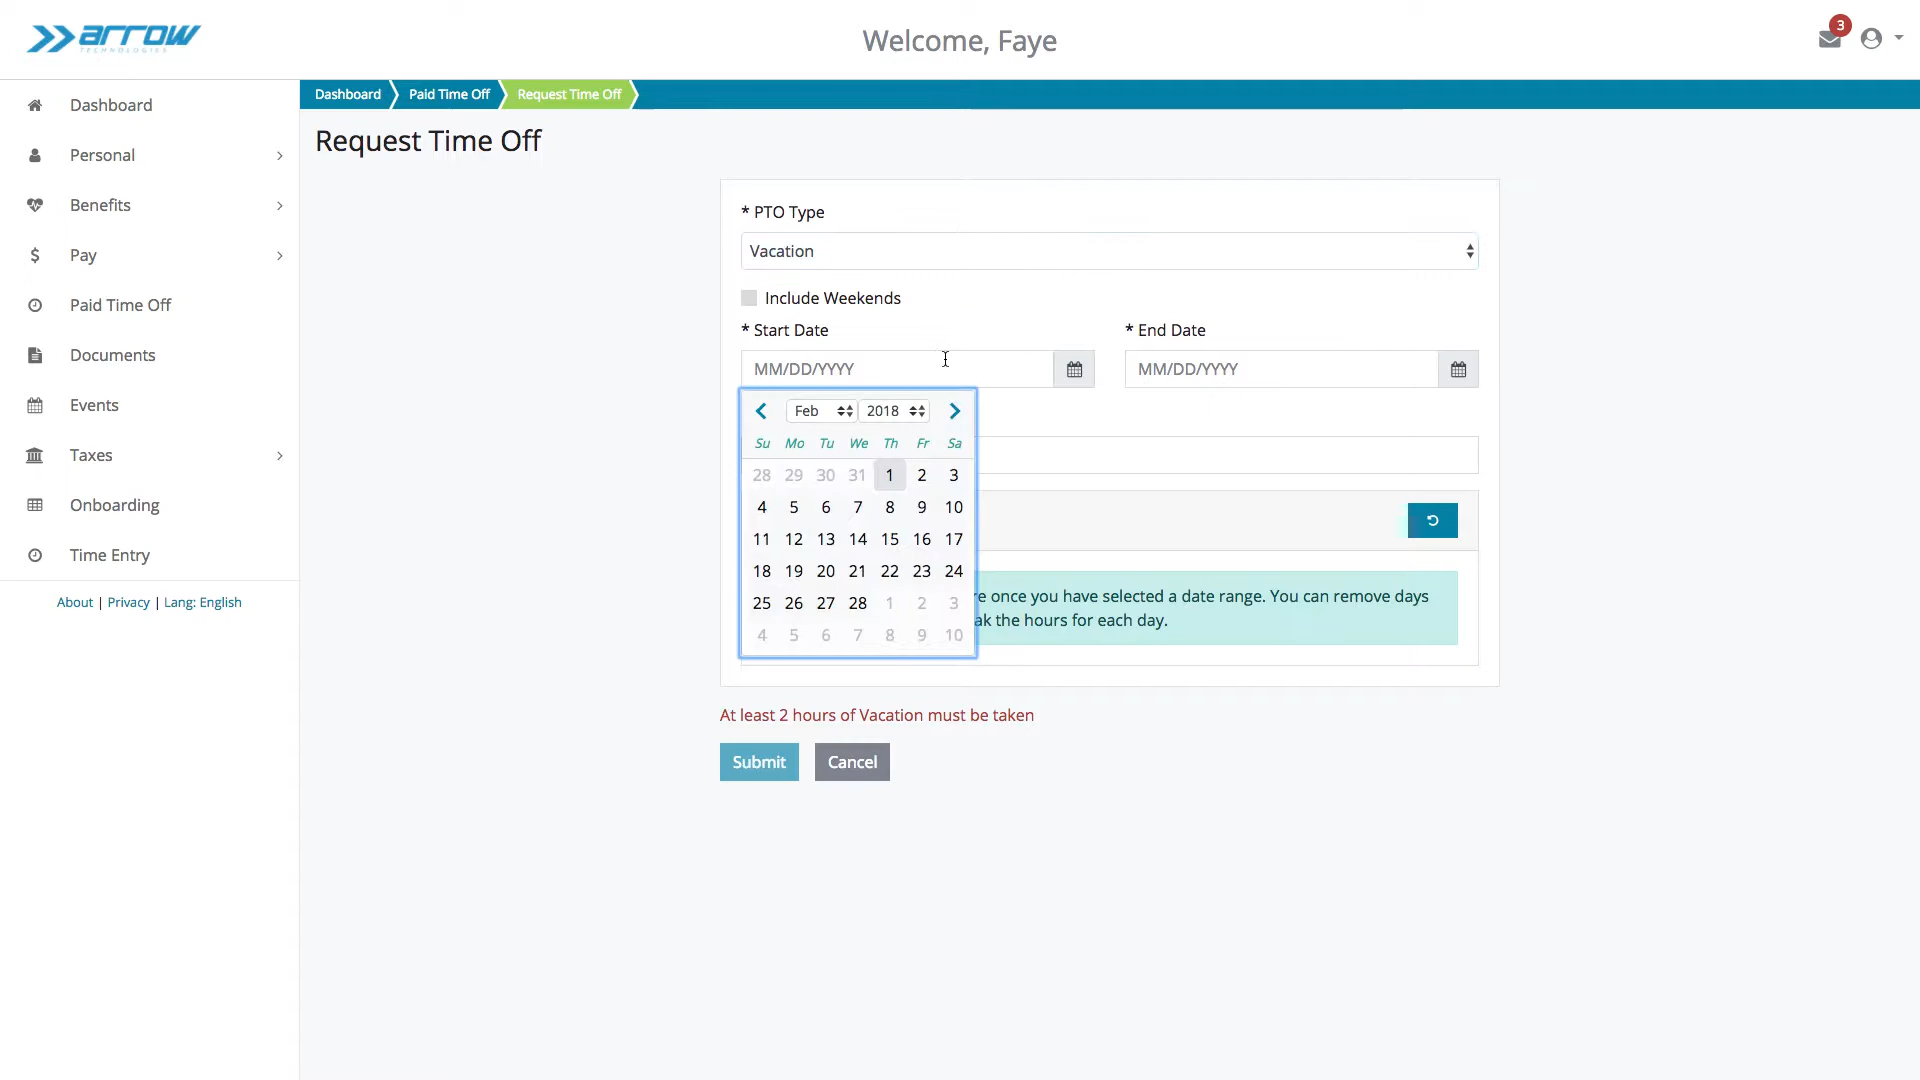 arrow
TECHNOLOGIES
Welcome, Faye
3
Dashboard
Personal
Benefits
Pay
Paid Time Off
Documents
Events
Taxes
Onboarding
Time Entry
About | Privacy | Lang: English
Dashboard Paid Time Off Request Time Off
Request Time Off
* PTO Type
Vacation
Include Weekends
* Start Date * End Date
MM/DD/YYYY MM/DD/YYYY
Feb 2018
Su Mo Tu We Th Fr Sa
28 29 30 31 1 2 3
4 5 6 7 8 9 10
11 12 13 14 15 16 17
18 19 20 21 22 23 24
25 26 27 28 1 2 3
4 5 6 7 8 9 10
re once you have selected a date range. You can remove days
ak the hours for each day.
At least 2 hours of Vacation must be taken
Submit Cancel